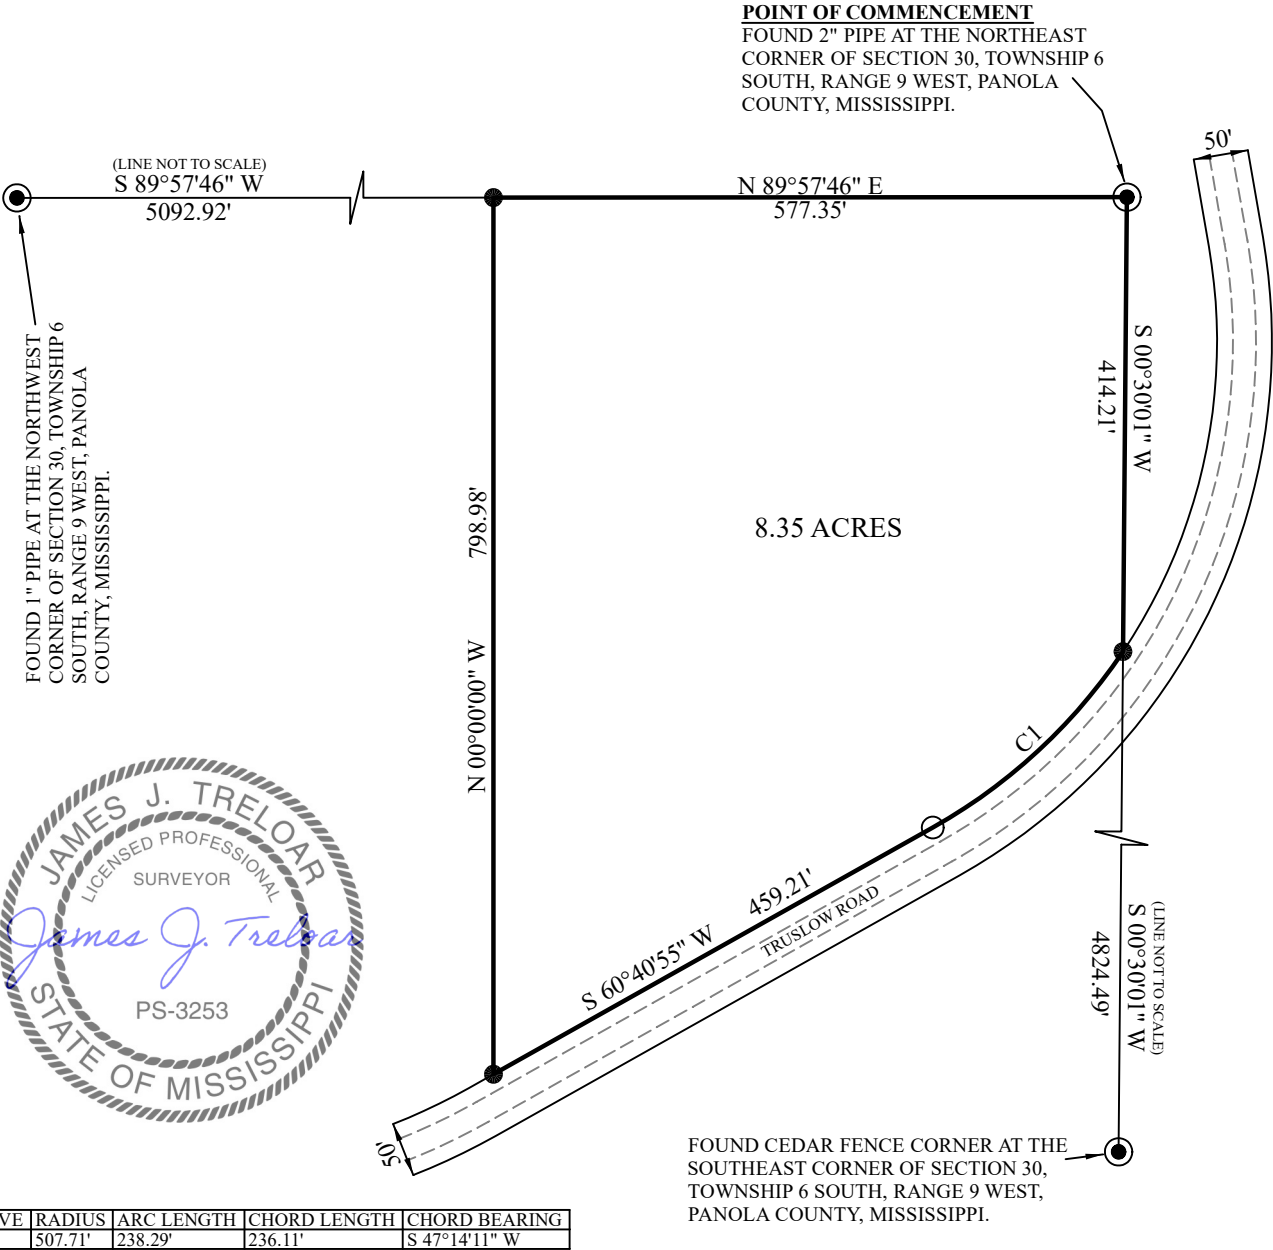 POINT OF COMMENCEMENT
FOUND 2" PIPE AT THE NORTHEAST
CORNER OF SECTION 30, TOWNSHIP 6
SOUTH, RANGE 9 WEST, PANOLA
COUNTY, MISSISSIPPI.
50'
(LINE NOT TO SCALE)
S 89°57'46" W
5092.92'
N 89°57'46" E
577.35'
FOUND 1" PIPE AT THE NORTHWEST
CORNER OF SECTION 30, TOWNSHIP 6
SOUTH, RANGE 9 WEST, PANOLA
COUNTY, MISSISSIPPI.
S 00°30'01" W
414.21'
798.98'
N 00°00'00" W
8.35 ACRES
C1
459.21'
S 60°40'55" W
TRUSLOW ROAD
(LINE NOT TO SCALE)
S 00°30'01" W
4824.49'
JAMES J. TRELOAR
LICENSED PROFESSIONAL
SURVEYOR
James J. Treloar
PS-3253
STATE OF MISSISSIPPI
50'
FOUND CEDAR FENCE CORNER AT THE
SOUTHEAST CORNER OF SECTION 30,
TOWNSHIP 6 SOUTH, RANGE 9 WEST,
PANOLA COUNTY, MISSISSIPPI.
VE RADIUS ARC LENGTH CHORD LENGTH CHORD BEARING
507.71' 238.29' 236.11' S 47°14'11" W